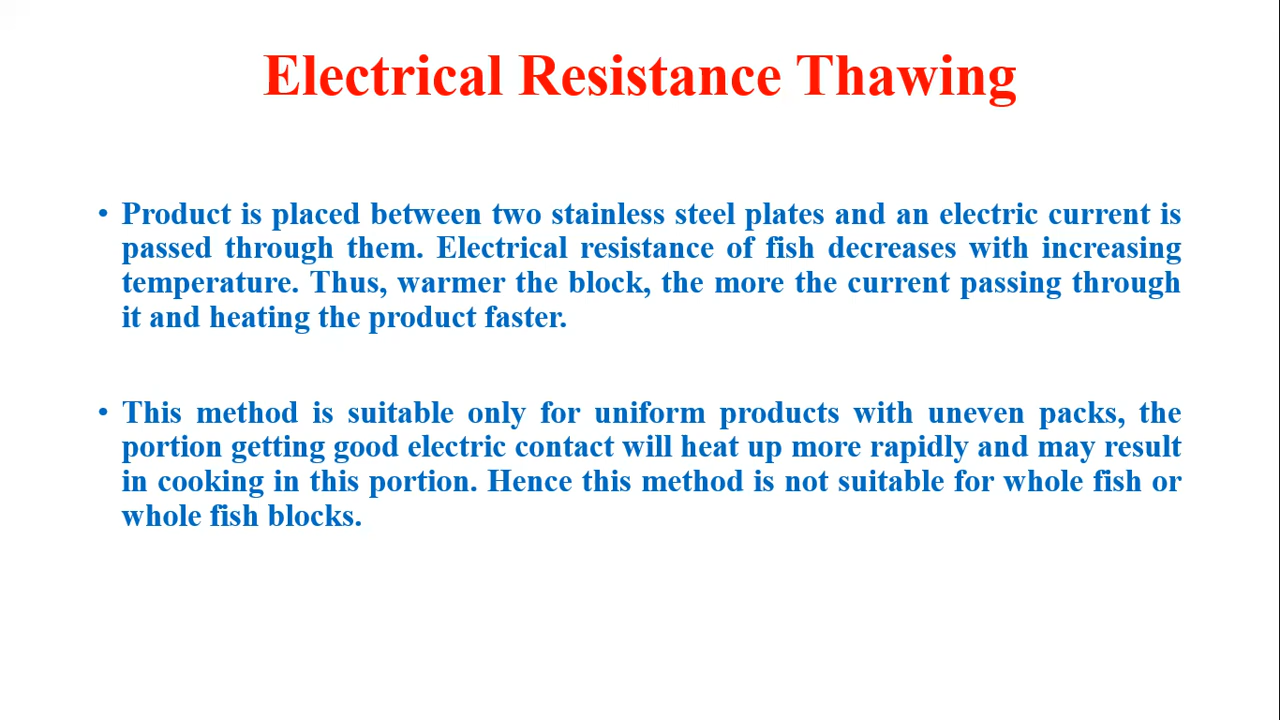 Electrical Resistance Thawing
• Product is placed between two stainless steel plates and an electric current is
passed through them. Electrical resistance of fish decreases with increasing
temperature. Thus, warmer the block, the more the current passing through
it and heating the product faster.
• This method is suitable only for uniform products with uneven packs, the
portion getting good electric contact will heat up more rapidly and may result
in cooking in this portion. Hence this method is not suitable for whole fish or
whole fish blocks.